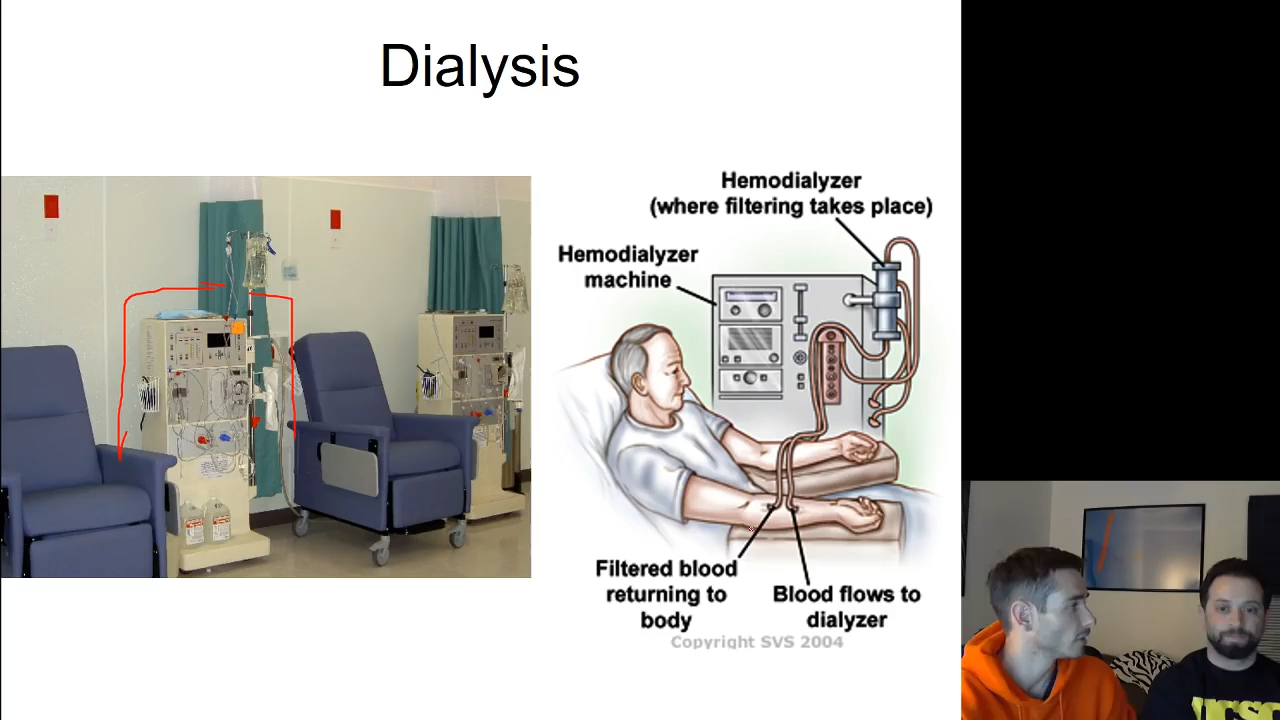 Dialysis
Hemodialyzer
(where filtering takes place)
Hemodialyzer
machine
Filtered blood
returning to
body
Blood flows to
dialyzer
Copyright SVS 2004
UCSC